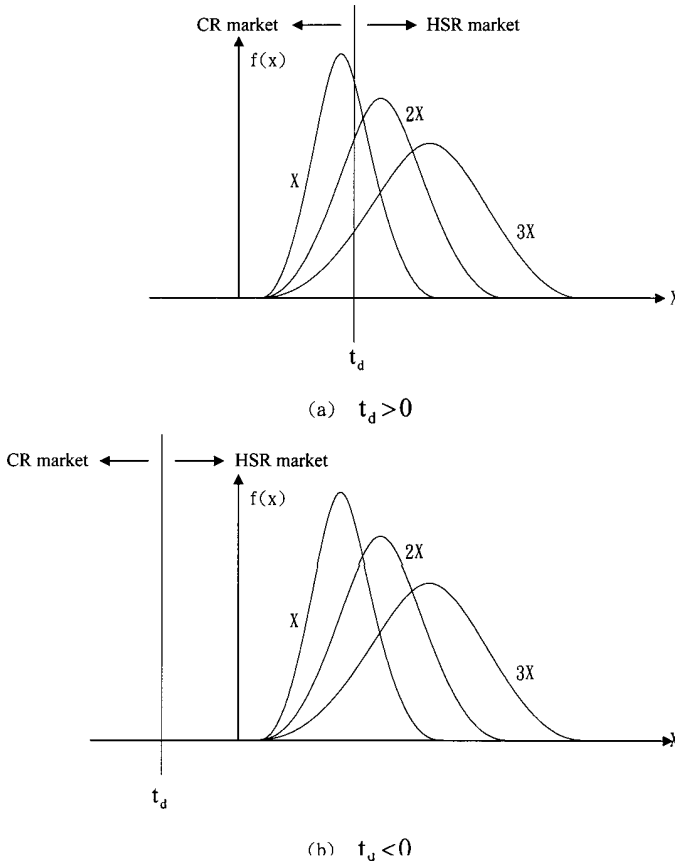 CR market HSR market
f(x)
2X
X
3X
X
t_d
(a) t_d>0
CR market HSR market
f(x)
2X
X
3X
X
t_d
(b) t_d<0